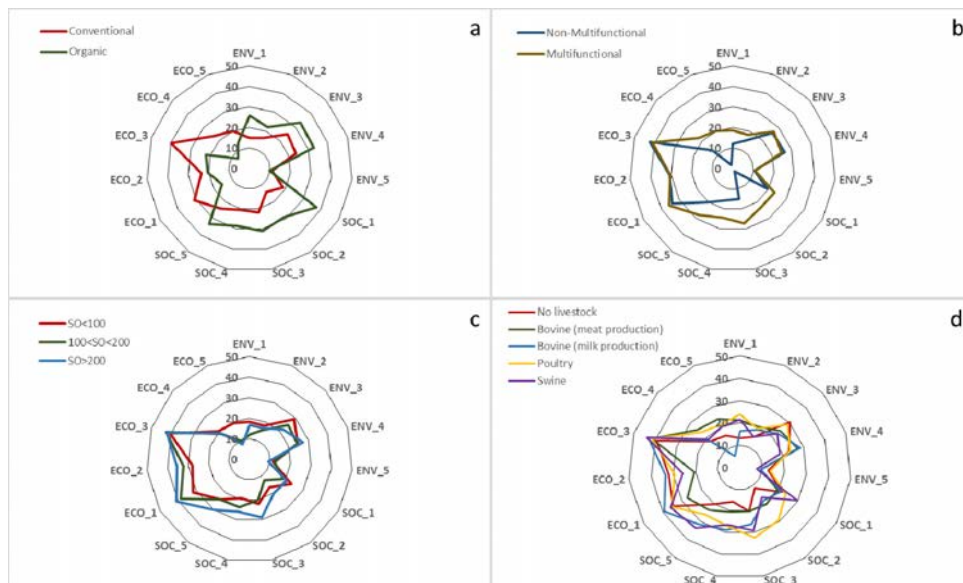 Conventional
Organic
a
ENV_1
ENV_2
ENV_3
ENV_4
ENV_5
SOC_1
SOC_2
SOC_3
SOC_4
SOC_5
ECO_1
ECO_2
ECO_3
ECO_4
ECO_5
50
40
30
20
10
0
Non-Multifunctional
Multifunctional
b
ENV_1
ENV_2
ENV_3
ENV_4
ENV_5
SOC_1
SOC_2
SOC_3
SOC_4
SOC_5
ECO_1
ECO_2
ECO_3
ECO_4
ECO_5
50
40
30
20
10
0
SO<100
100<SO<200
SO>200
c
ENV_1
ENV_2
ENV_3
ENV_4
ENV_5
SOC_1
SOC_2
SOC_3
SOC_4
SOC_5
ECO_1
ECO_2
ECO_3
ECO_4
ECO_5
50
40
30
20
10
0
No livestock
Bovine (meat production)
Bovine (milk production)
Poultry
Swine
d
ENV_1
ENV_2
ENV_3
ENV_4
ENV_5
SOC_1
SOC_2
SOC_3
SOC_4
SOC_5
ECO_1
ECO_2
ECO_3
ECO_4
ECO_5
50
40
30
20
10
0